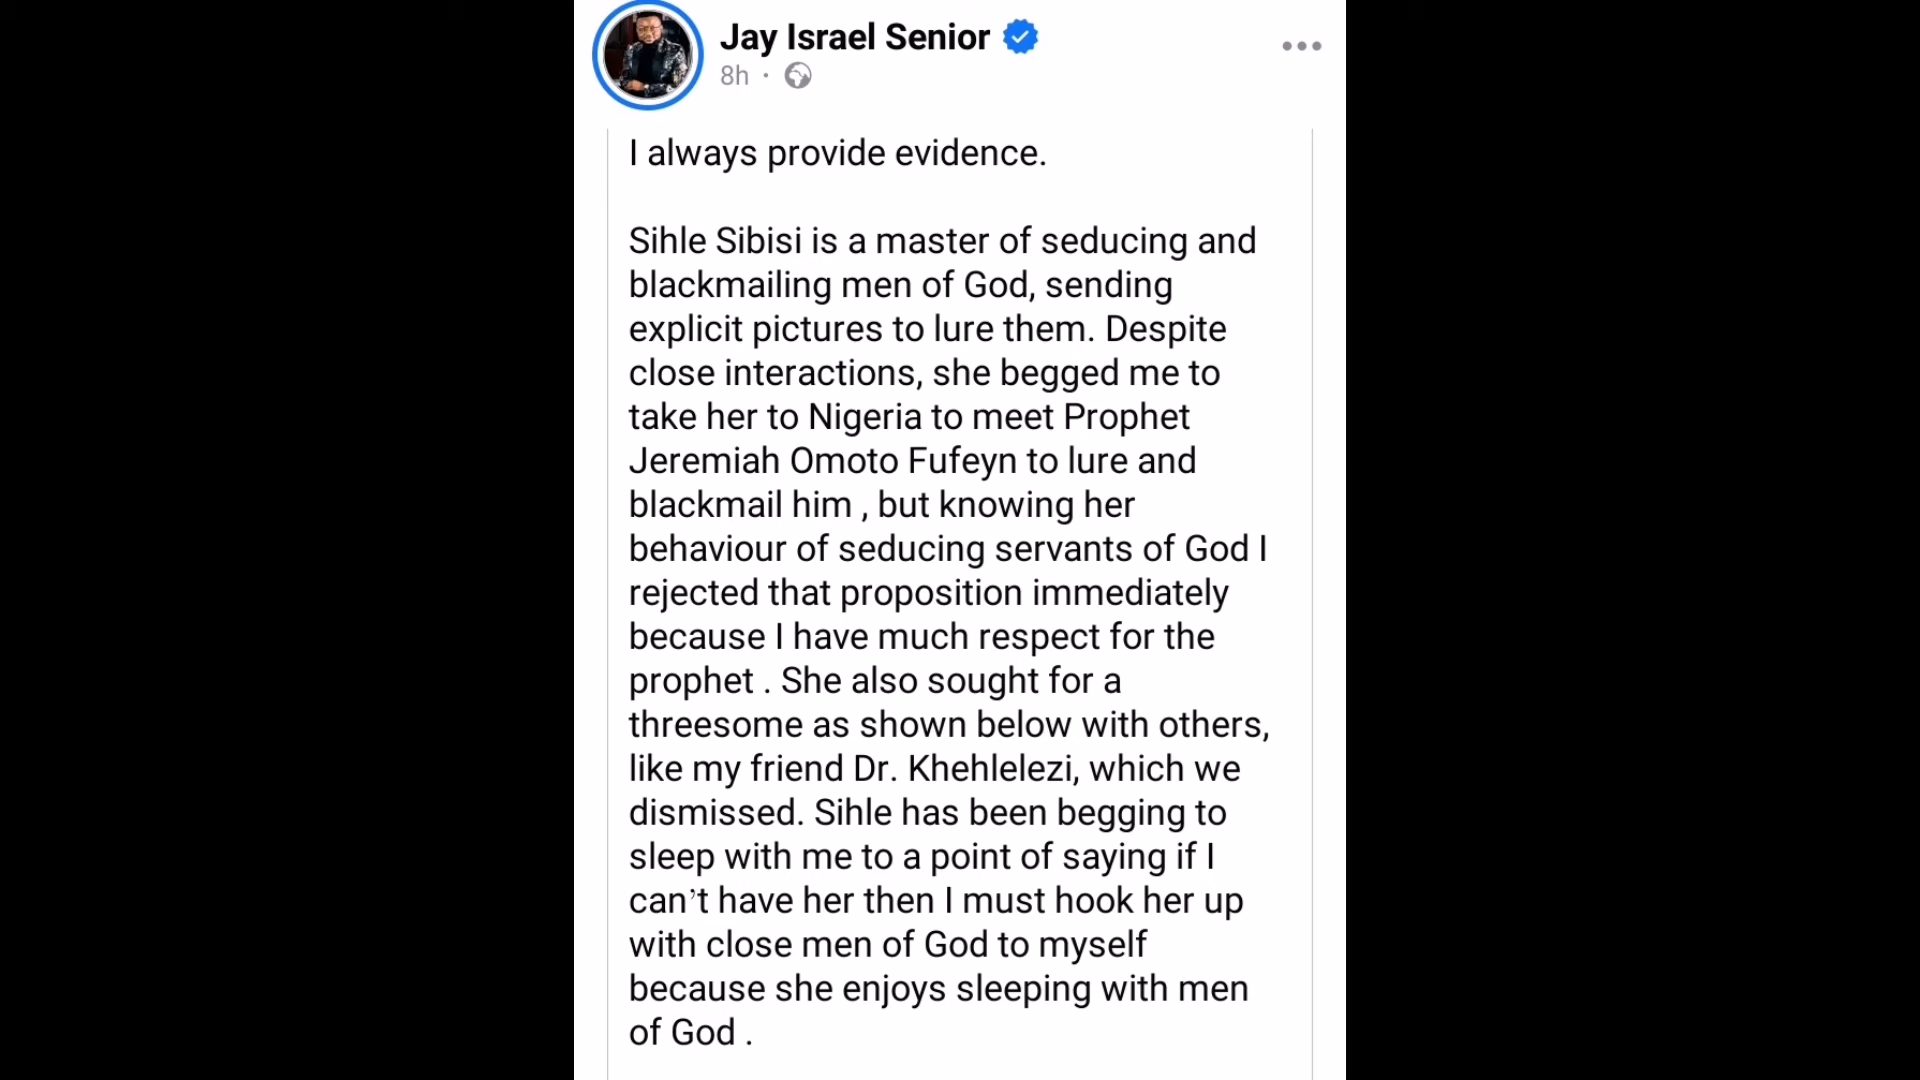 Jay Israel Senior
8h ·
I always provide evidence.
Sihle Sibisi is a master of seducing and
blackmailing men of God, sending
explicit pictures to lure them. Despite
close interactions, she begged me to
take her to Nigeria to meet Prophet
Jeremiah Omoto Fufeyn to lure and
blackmail him , but knowing her
behaviour of seducing servants of God I
rejected that proposition immediately
because I have much respect for the
prophet . She also sought for a
threesome as shown below with others,
like my friend Dr. Khehlelezi, which we
dismissed. Sihle has been begging to
sleep with me to a point of saying if I
can’t have her then I must hook her up
with close men of God to myself
because she enjoys sleeping with men
of God .